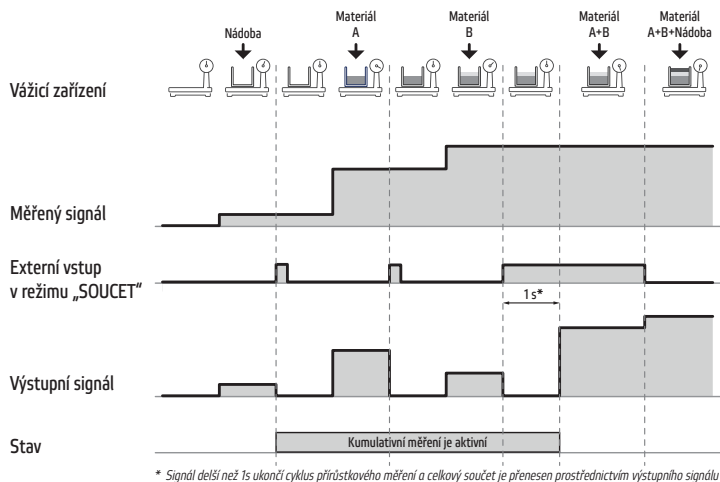 Nádoba
Materiál
A
Materiál
B
Materiál
A+B
Materiál
A+B+Nádoba
Vážicí zařízení
Měřený signál
Externí vstup
v režimu „SOUCET“
1 s*
Výstupní signál
Stav
Kumulativní měření je aktivní
* Signál delší než 1s ukončí cyklus přírůstkového měření a celkový součet je přenesen prostřednictvím výstupního signálu